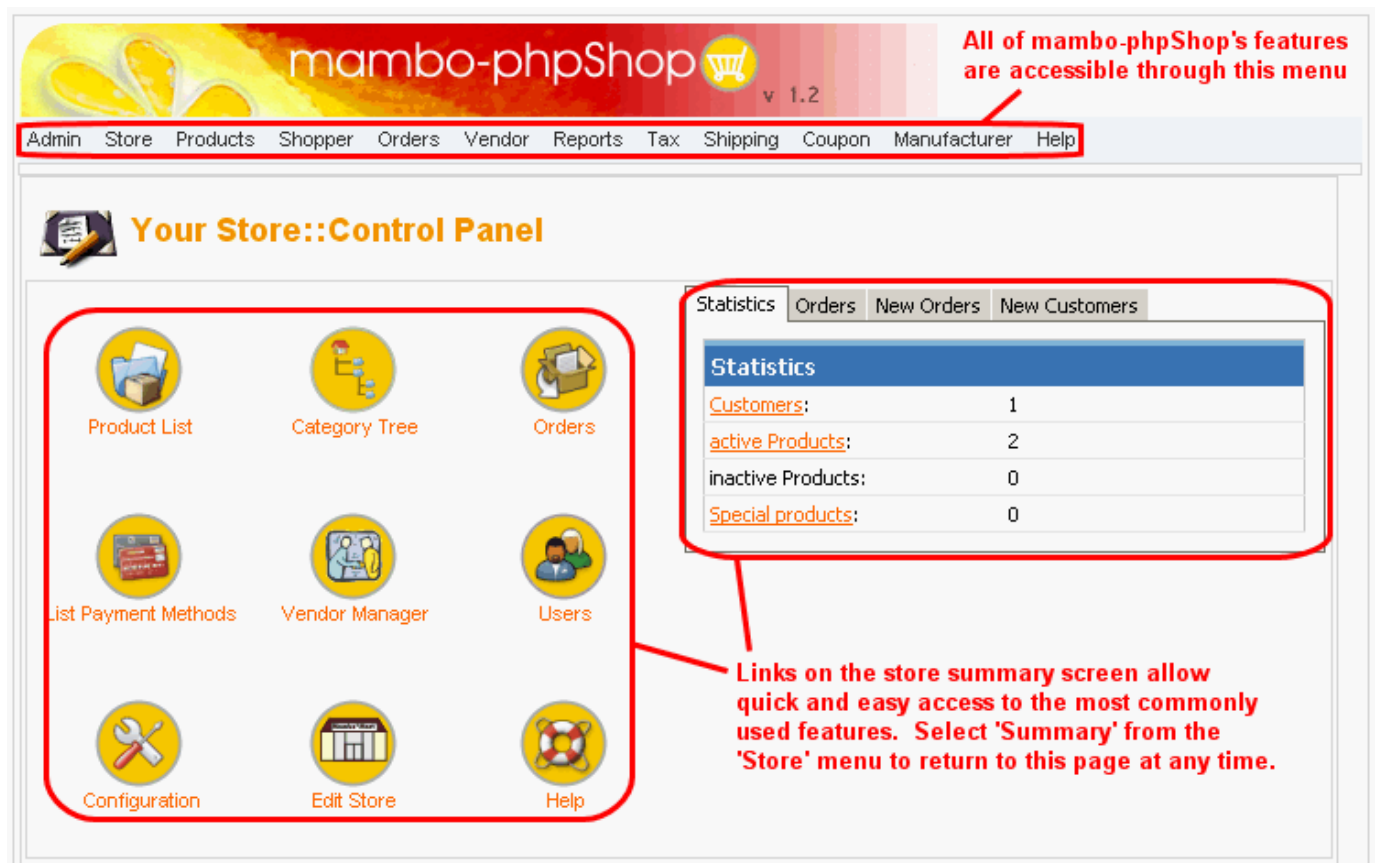 mambo-phpShop
v 1.2
All of mambo-phpShop's features
are accessible through this menu
Admin Store Products Shopper Orders Vendor Reports Tax Shipping Coupon Manufacturer Help
Your Store::Control Panel
Product List Category Tree Orders
List Payment Methods Vendor Manager Users
Configuration Edit Store Help
Statistics Orders New Orders New Customers
Statistics
Customers: 1
active Products: 2
inactive Products: 0
Special products: 0
Links on the store summary screen allow
quick and easy access to the most commonly
used features. Select 'Summary' from the
'Store' menu to return to this page at any time.